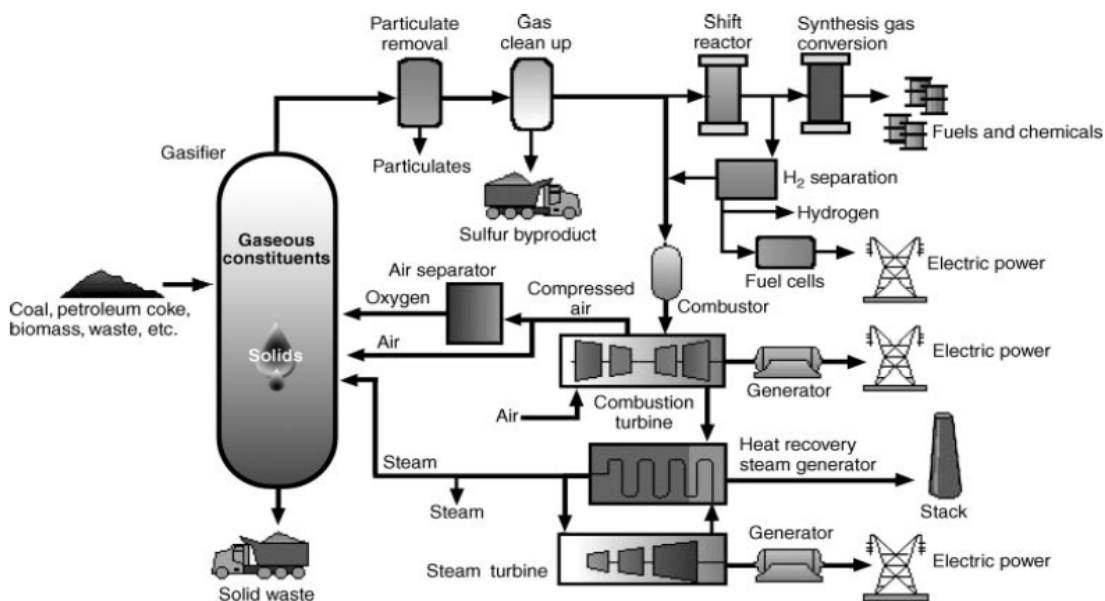 Particulate
removal
Gas
clean up
Shift
reactor
Synthesis gas
conversion
Gasifier
Particulates
Fuels and chemicals
H₂ separation
Hydrogen
Sulfur byproduct
Gaseous
constituents
Air separator
Fuel cells
Electric power
Coal, petroleum coke,
biomass, waste, etc.
Oxygen
Compressed
air
Combustor
Solids
Air
Electric power
Generator
Air
Combustion
turbine
Steam
Heat recovery
steam generator
Steam
Stack
Steam turbine
Generator
Electric power
Solid waste